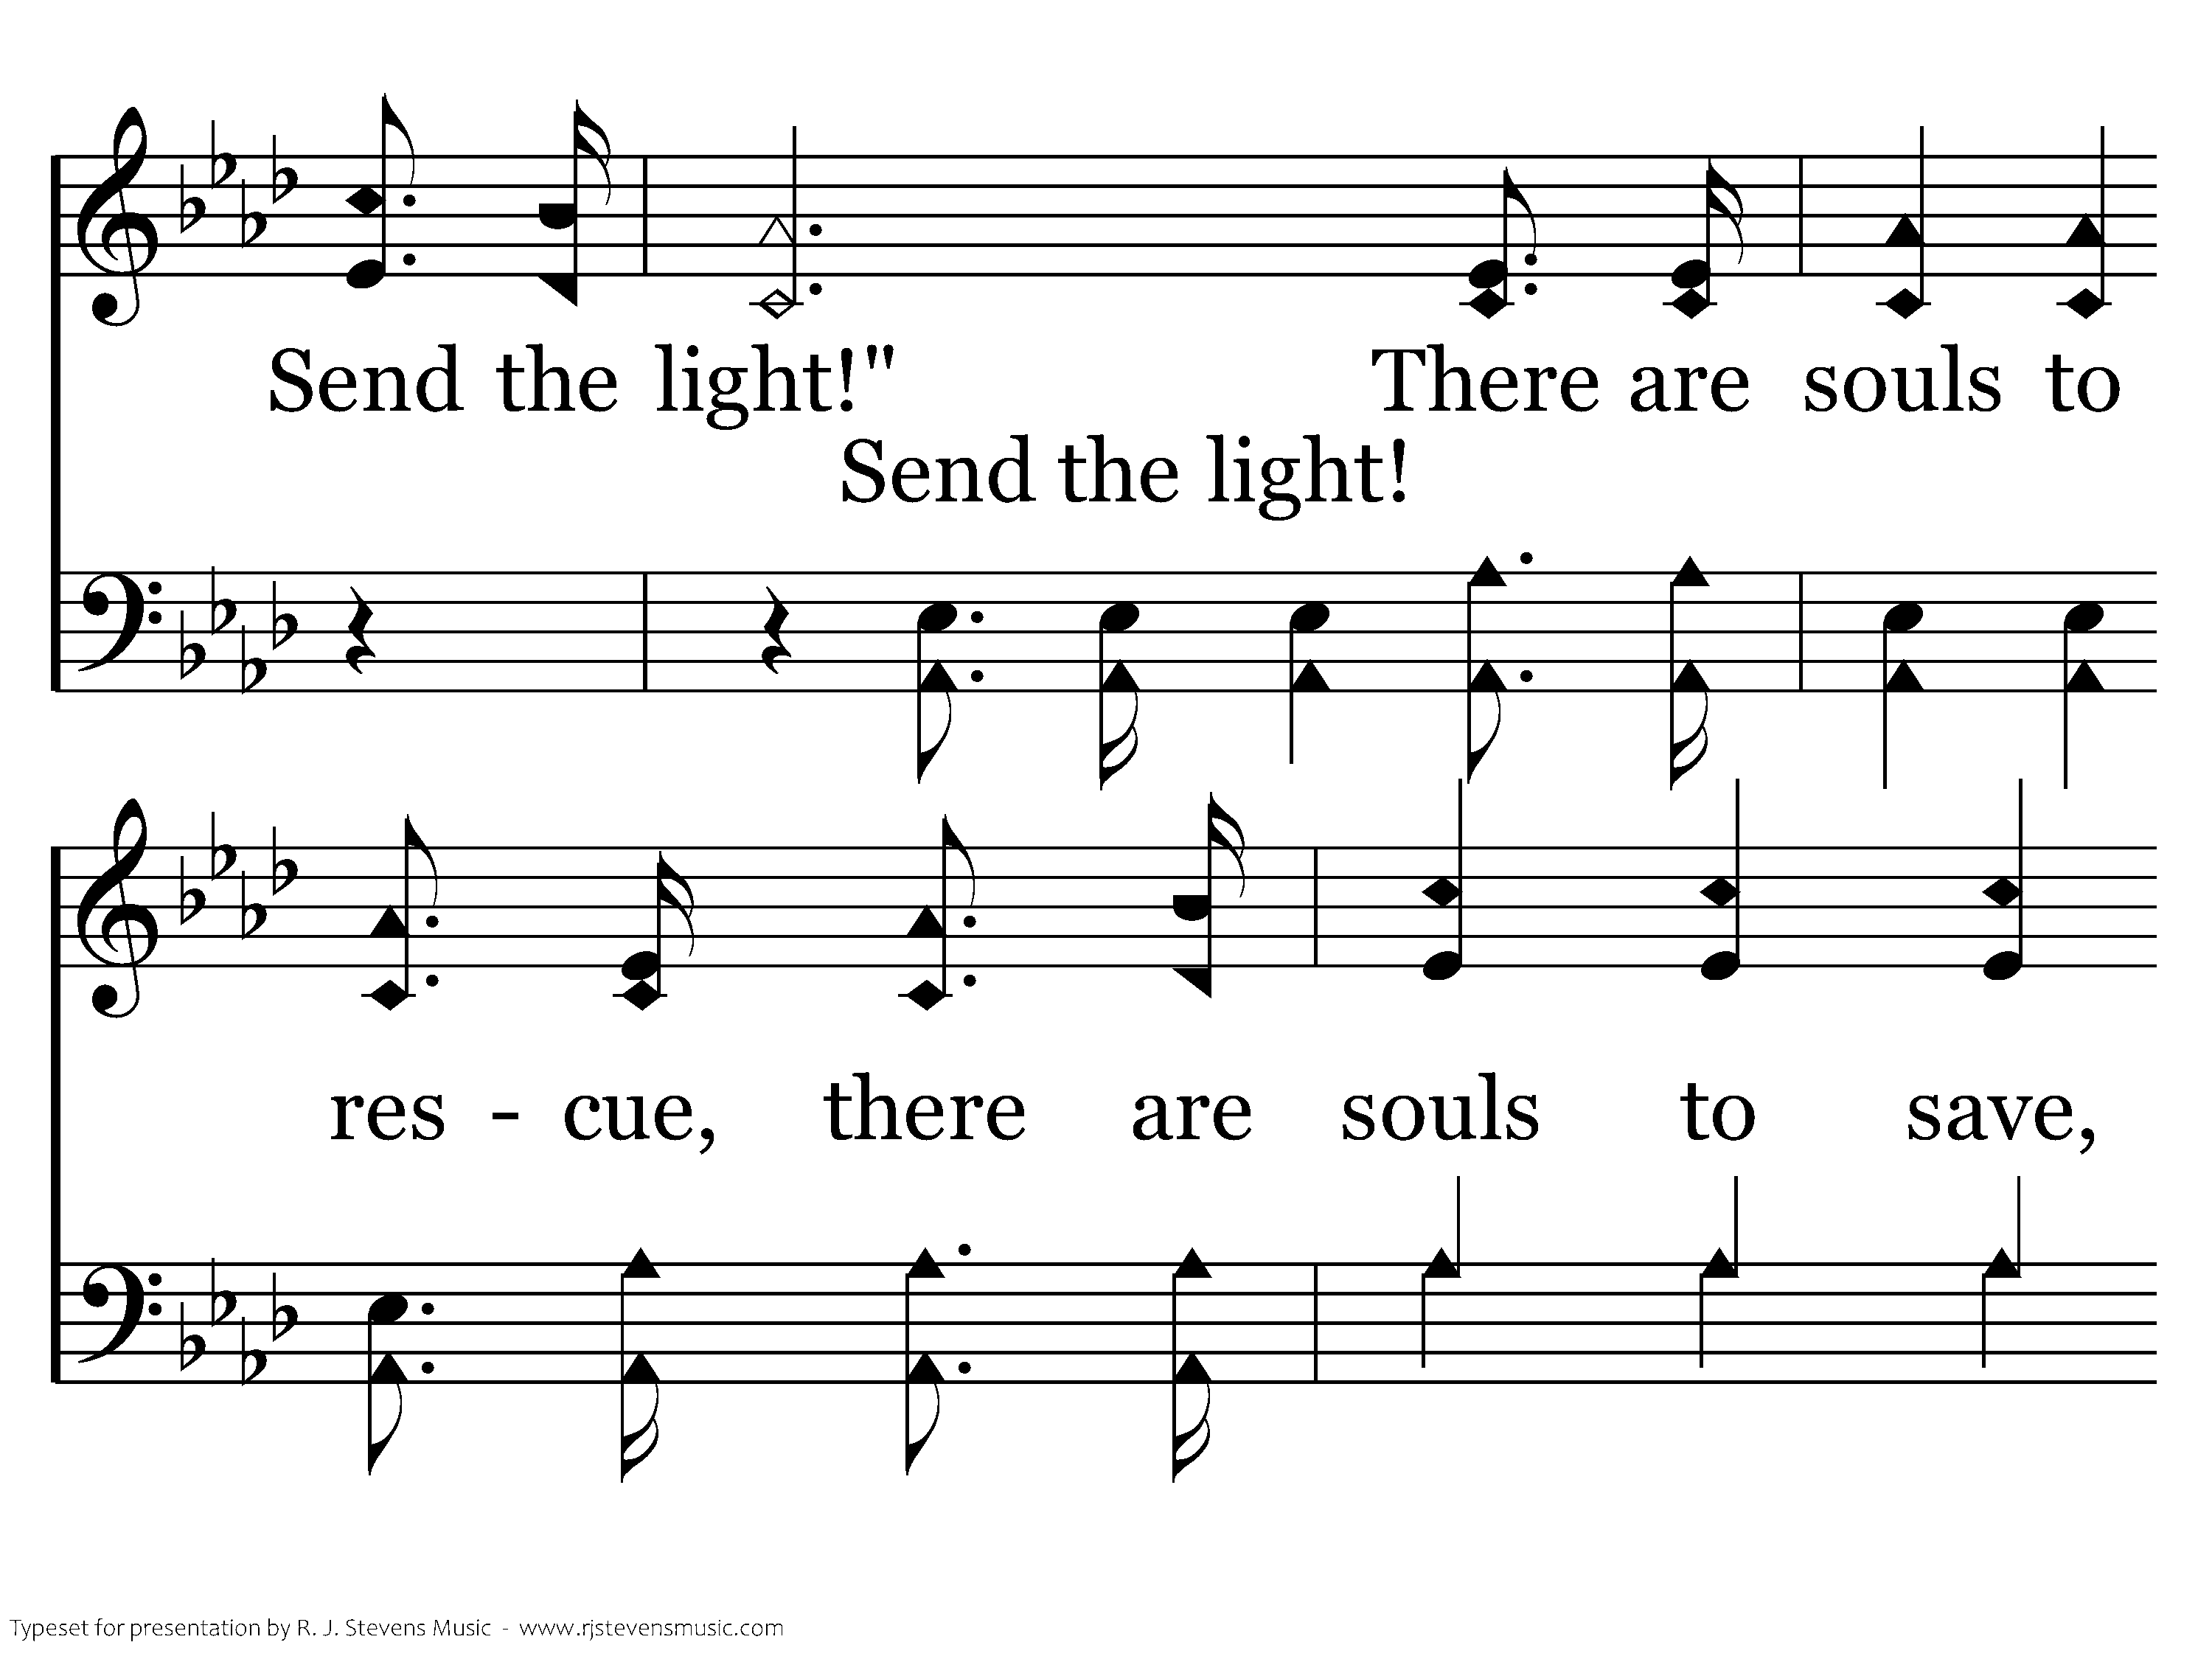 Send the light!" There are souls to
Send the light!
res - cue, there are souls to save,
Typeset for presentation by R. J. Stevens Music - www.rjstevensmusic.com